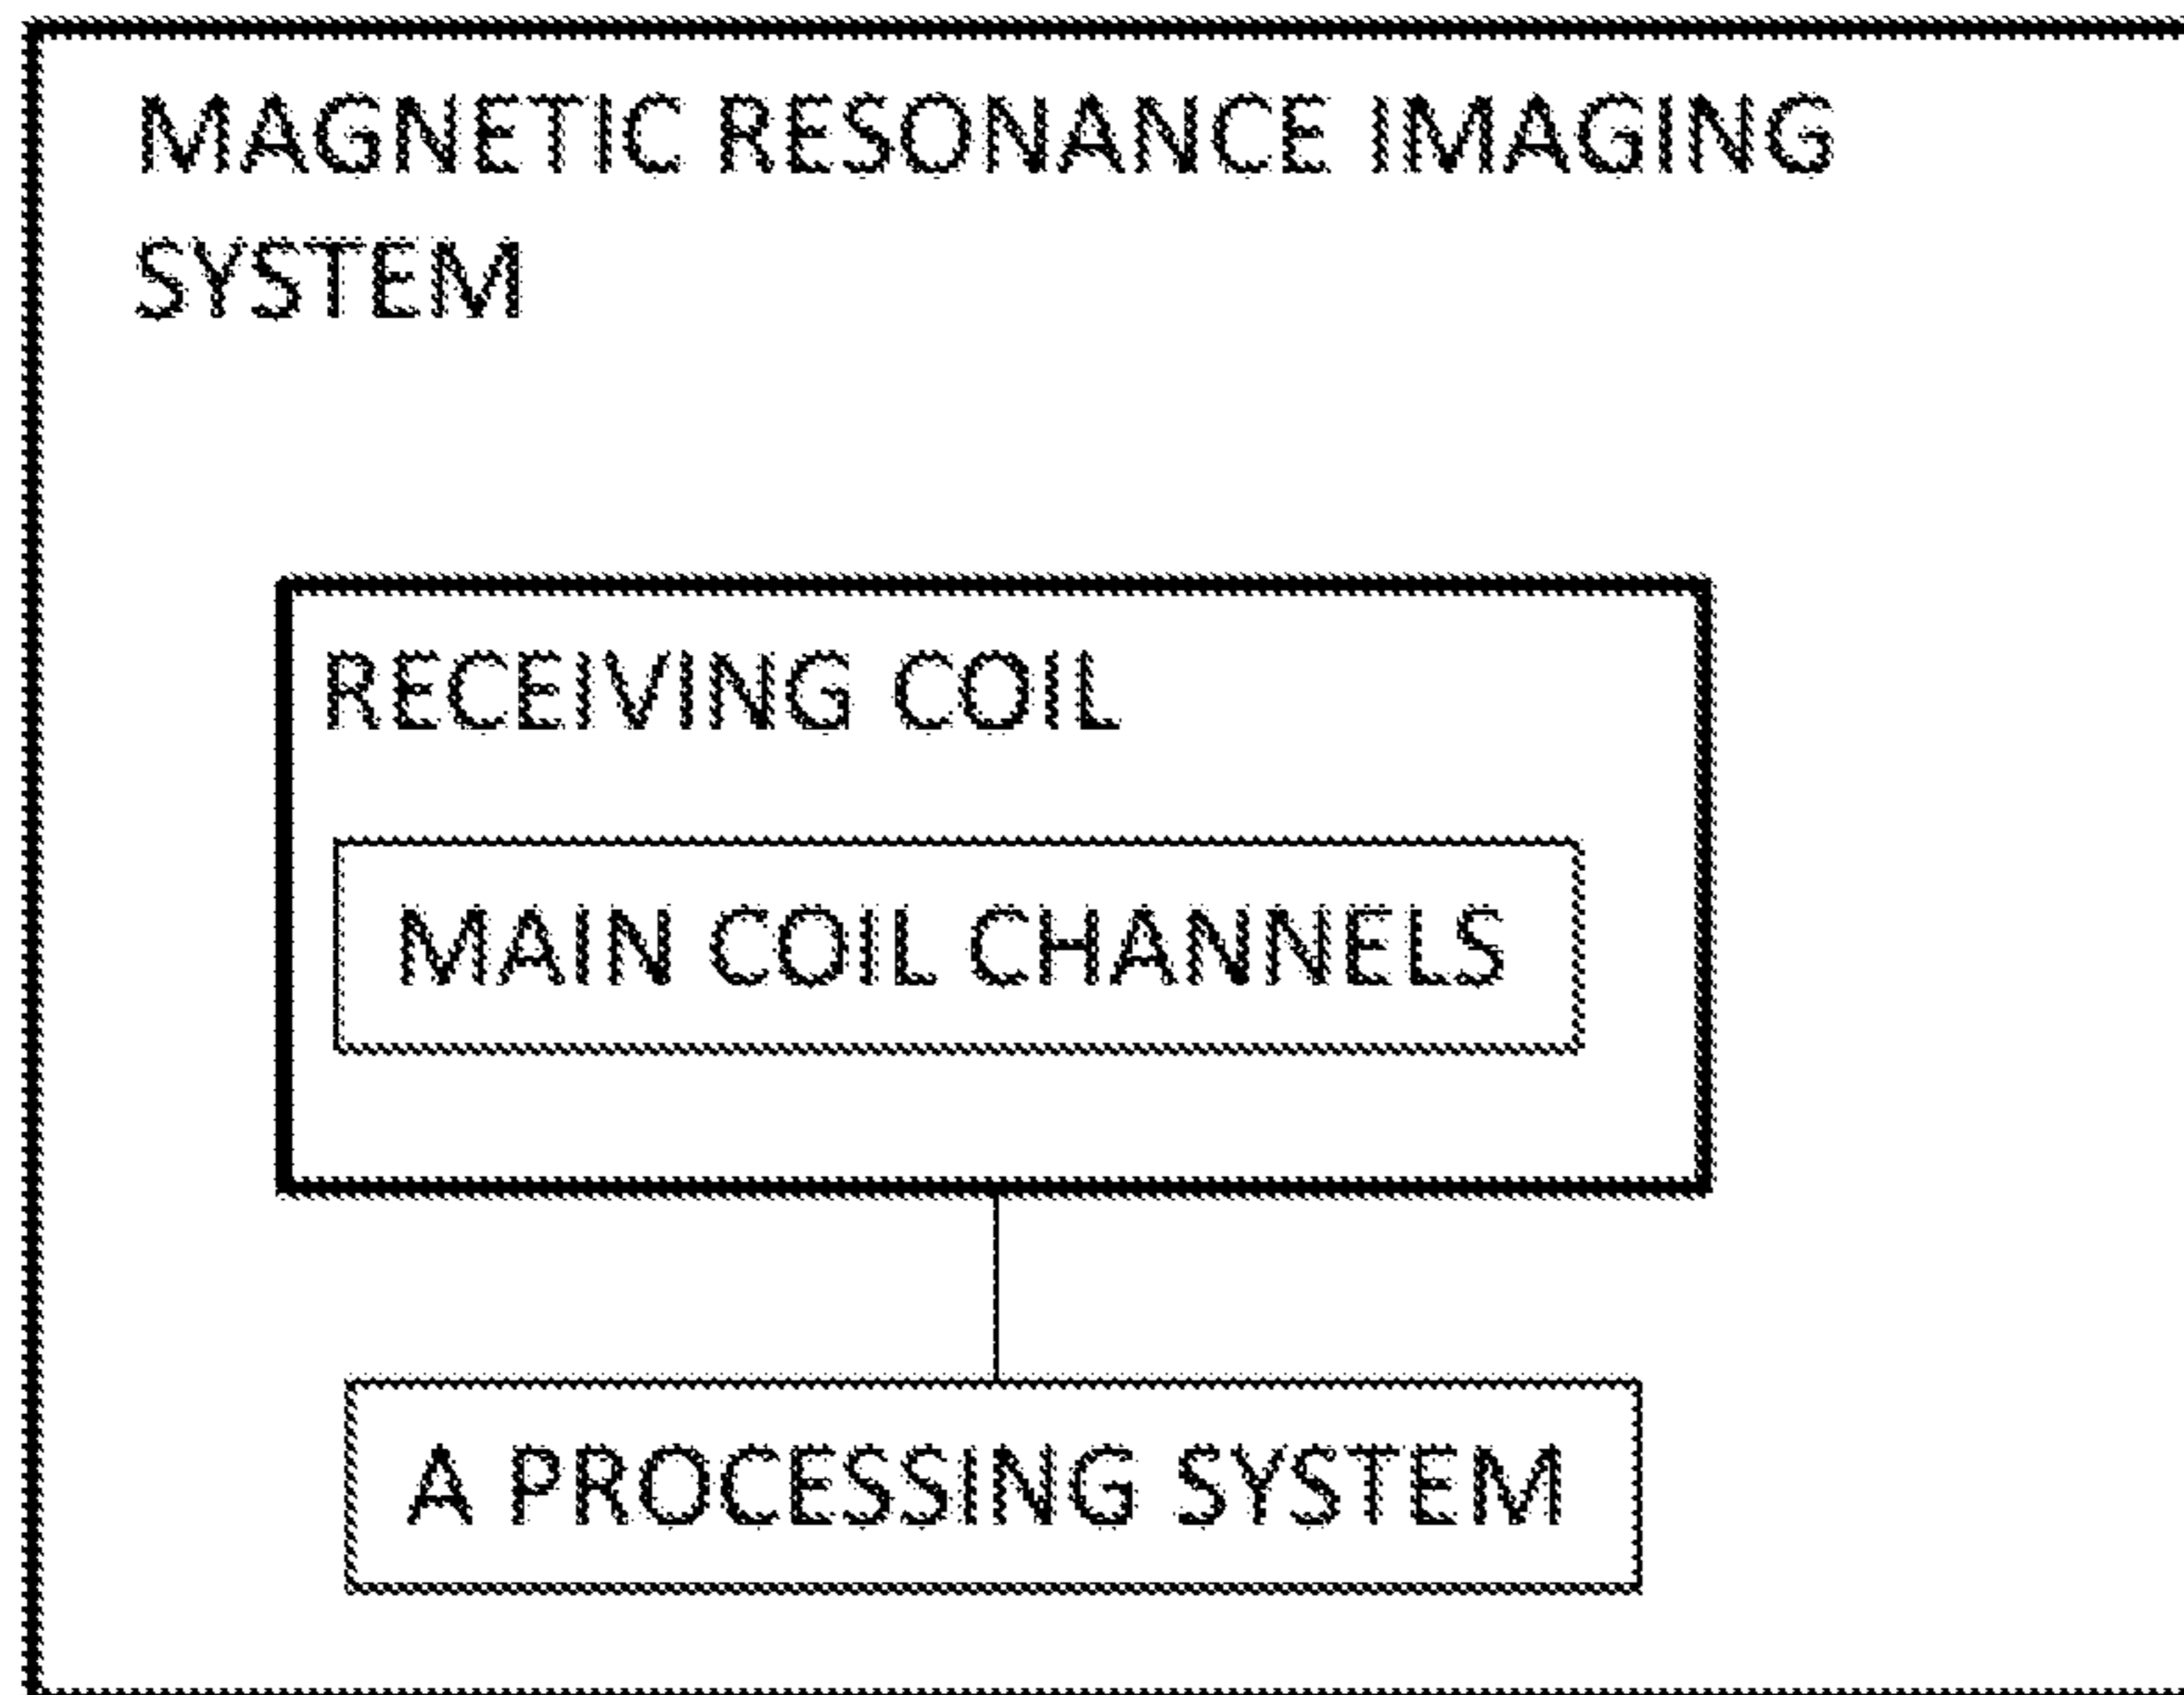 MAGNETIC RESONANCE IMAGING
SYSTEM
RECEIVING COIL
MAIN COIL CHANNELS
A PROCESSING SYSTEM